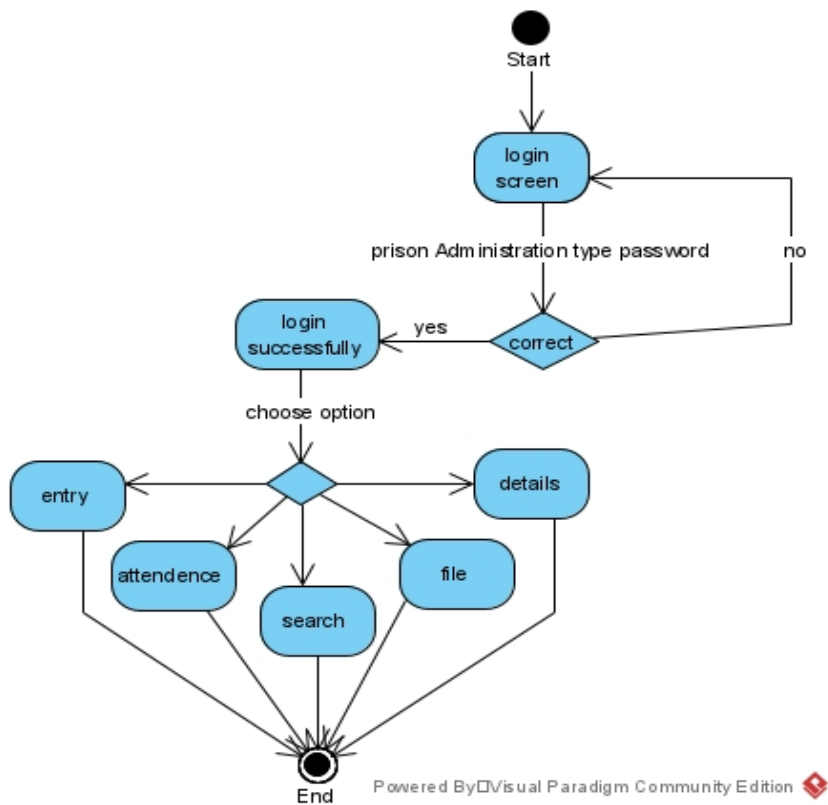 Start
login
screen
prison Administration type password
no
correct
yes
login
successfully
choose option
entry
details
attendence
file
search
End
Powered By□Visual Paradigm Community Edition